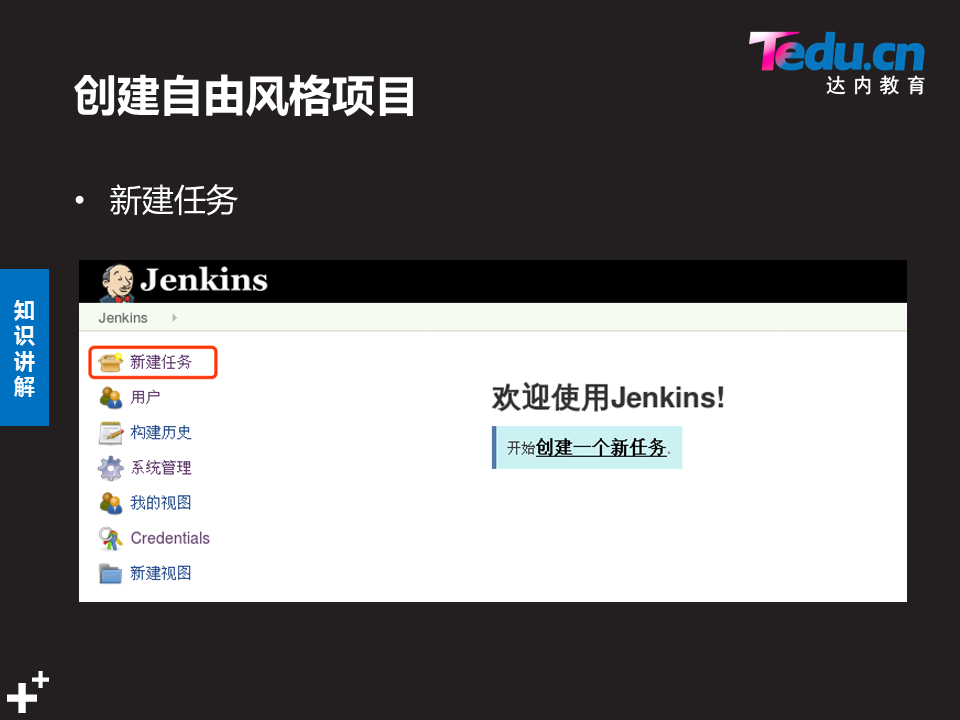 Tedu.cn
达内教育
创建自由风格项目
• 新建任务
知识讲解
Jenkins
Jenkins
新建任务
用户
构建历史
系统管理
我的视图
Credentials
新建视图
欢迎使用Jenkins!
开始创建一个新任务.